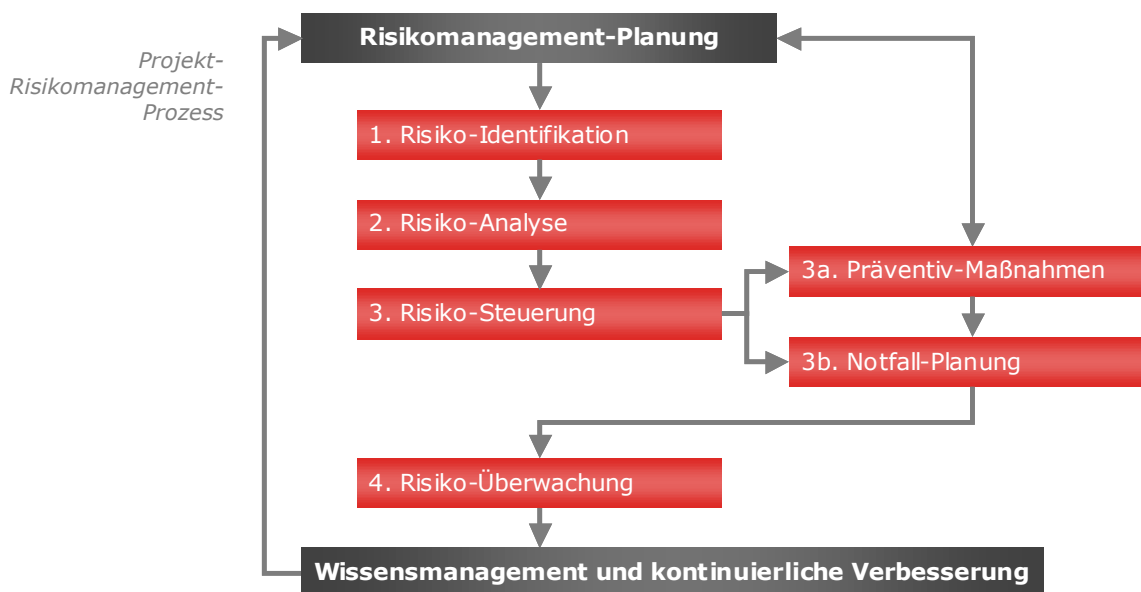 Risikomanagement-Planung
Projekt-
Risikomanagement-
Prozess
1. Risiko-Identifikation
2. Risiko-Analyse
3. Risiko-Steuerung
3a. Präventiv-Maßnahmen
3b. Notfall-Planung
4. Risiko-Überwachung
Wissensmanagement und kontinuierliche Verbesserung